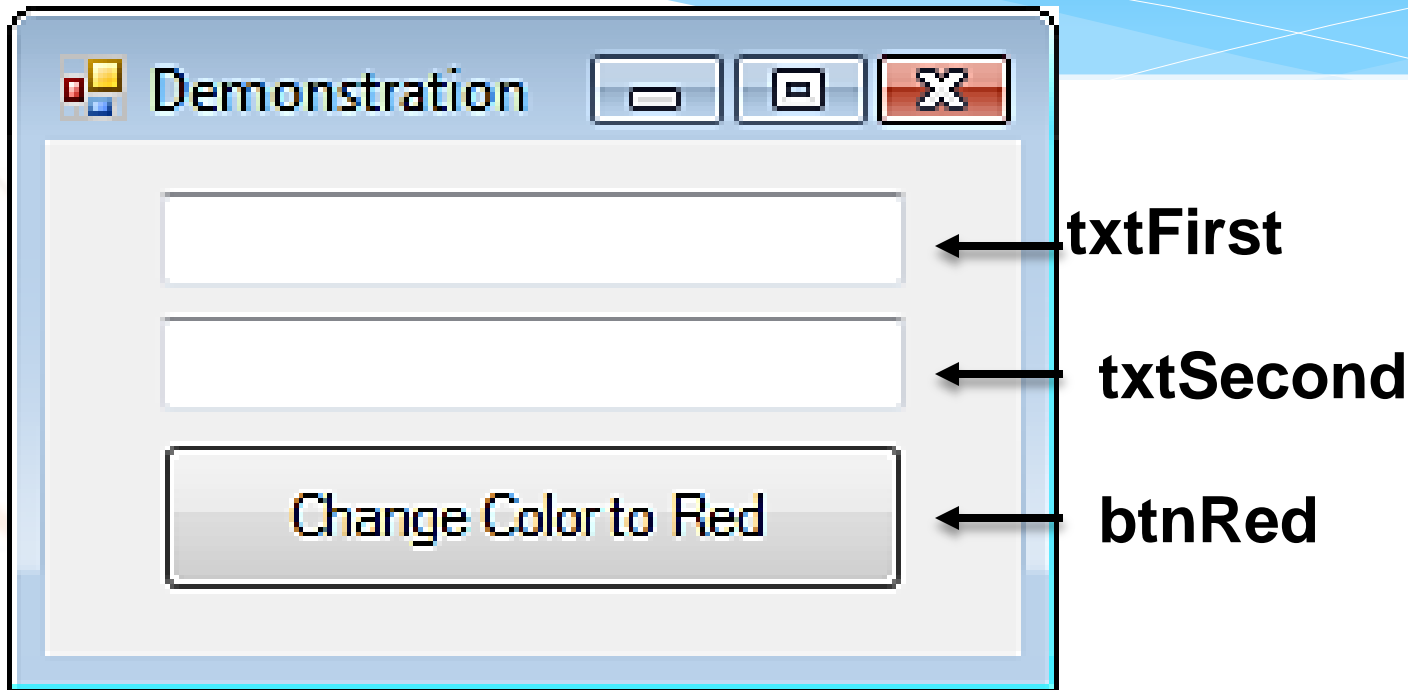 Demonstration
txtFirst
txtSecond
Change Color to Red
btnRed